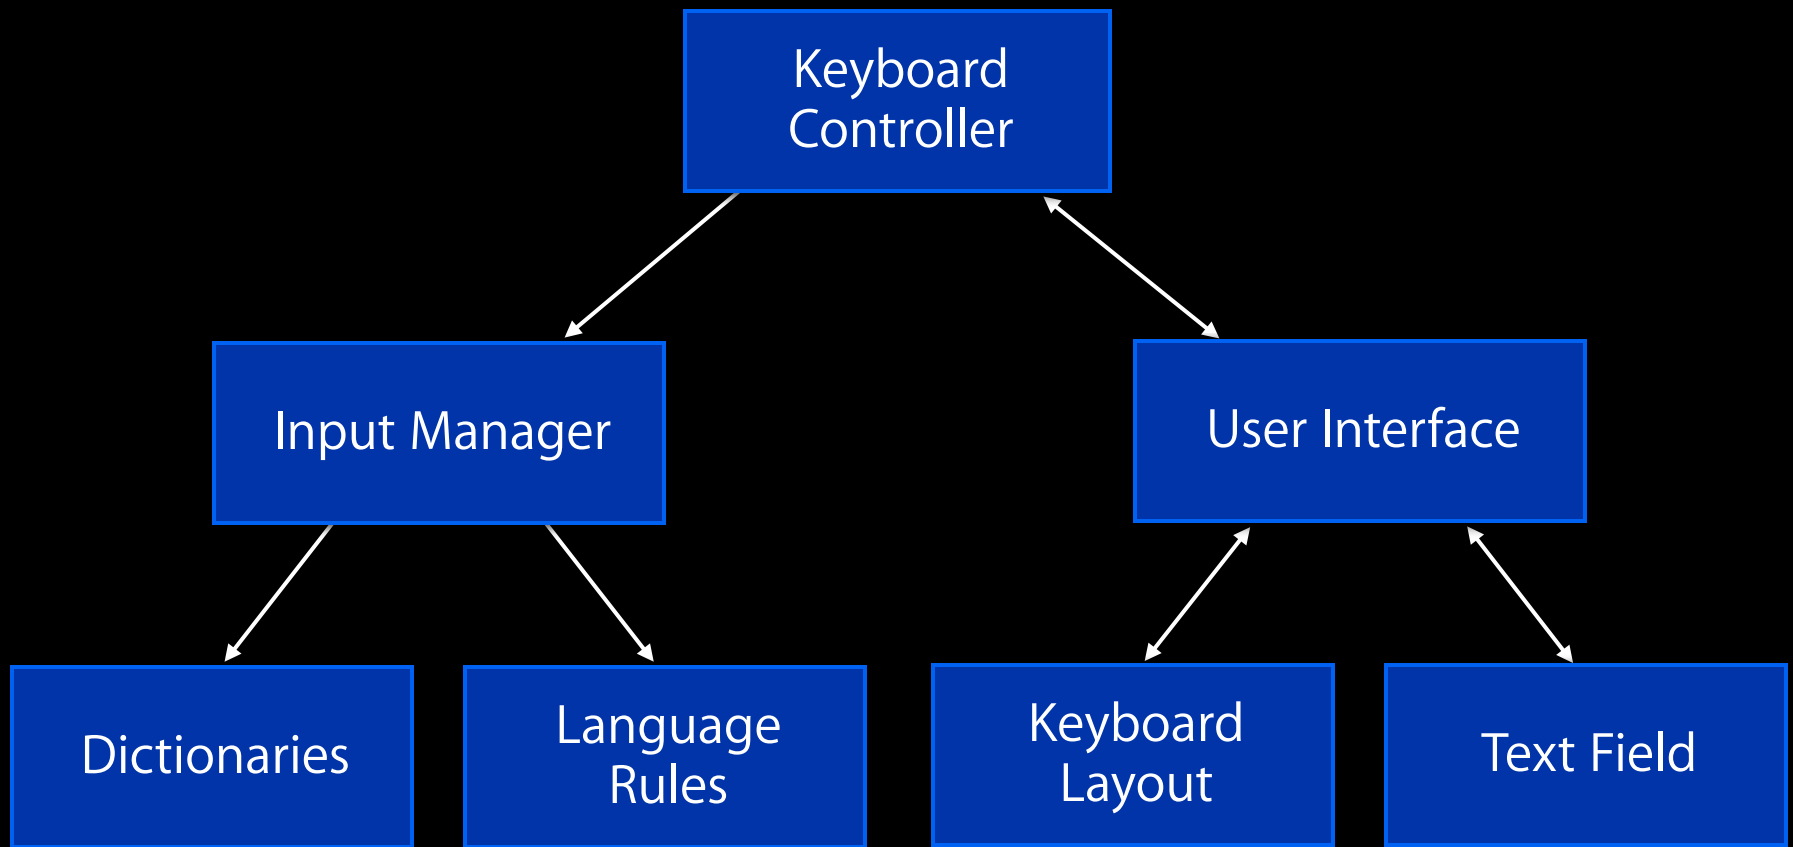 Keyboard
Controller
Input Manager
User Interface
Dictionaries
Language
Rules
Keyboard
Layout
Text Field